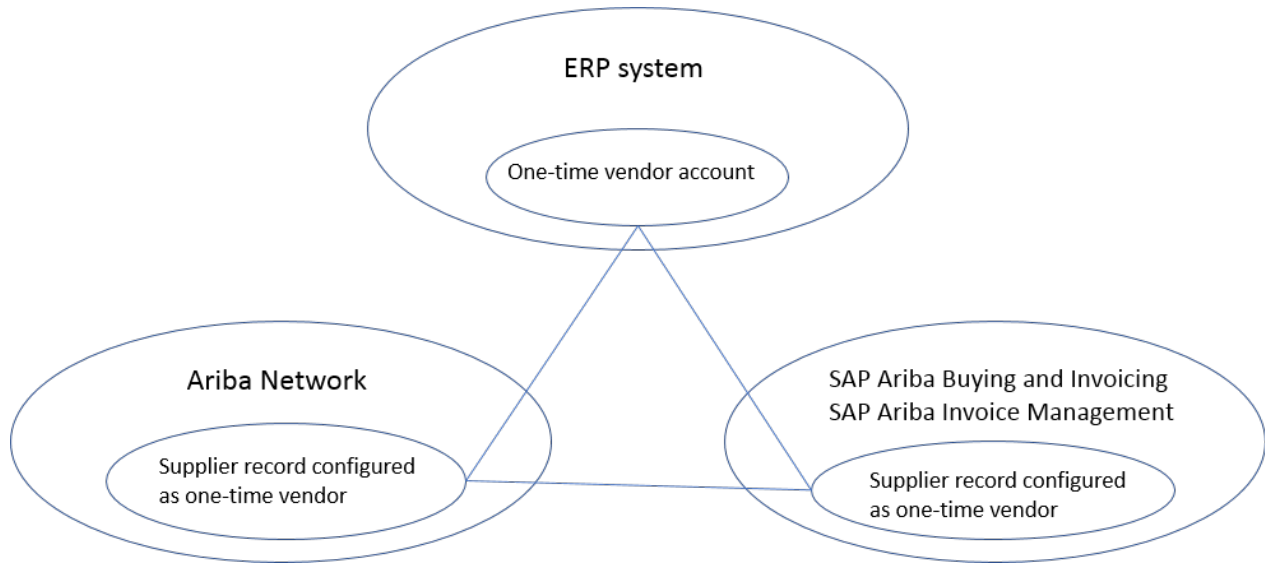 ERP system
One-time vendor account
Ariba Network
Supplier record configured
as one-time vendor
SAP Ariba Buying and Invoicing
SAP Ariba Invoice Management
Supplier record configured
as one-time vendor